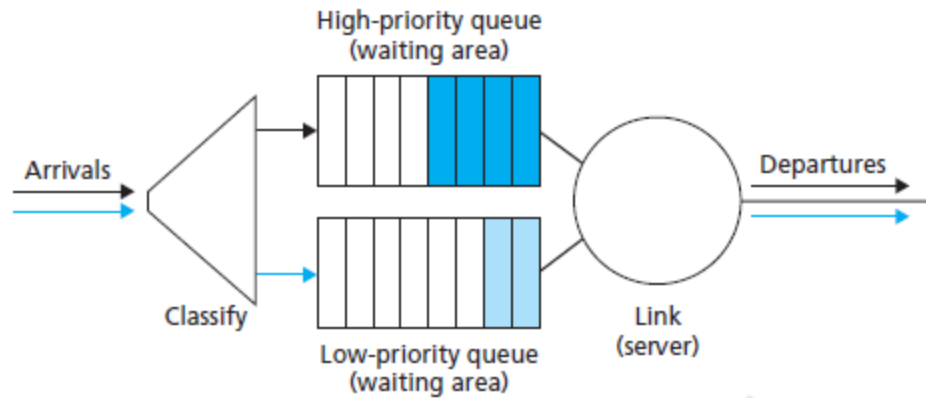 High-priority queue
(waiting area)
Arrivals
Departures
Classify
Link
(server)
Low-priority queue
(waiting area)